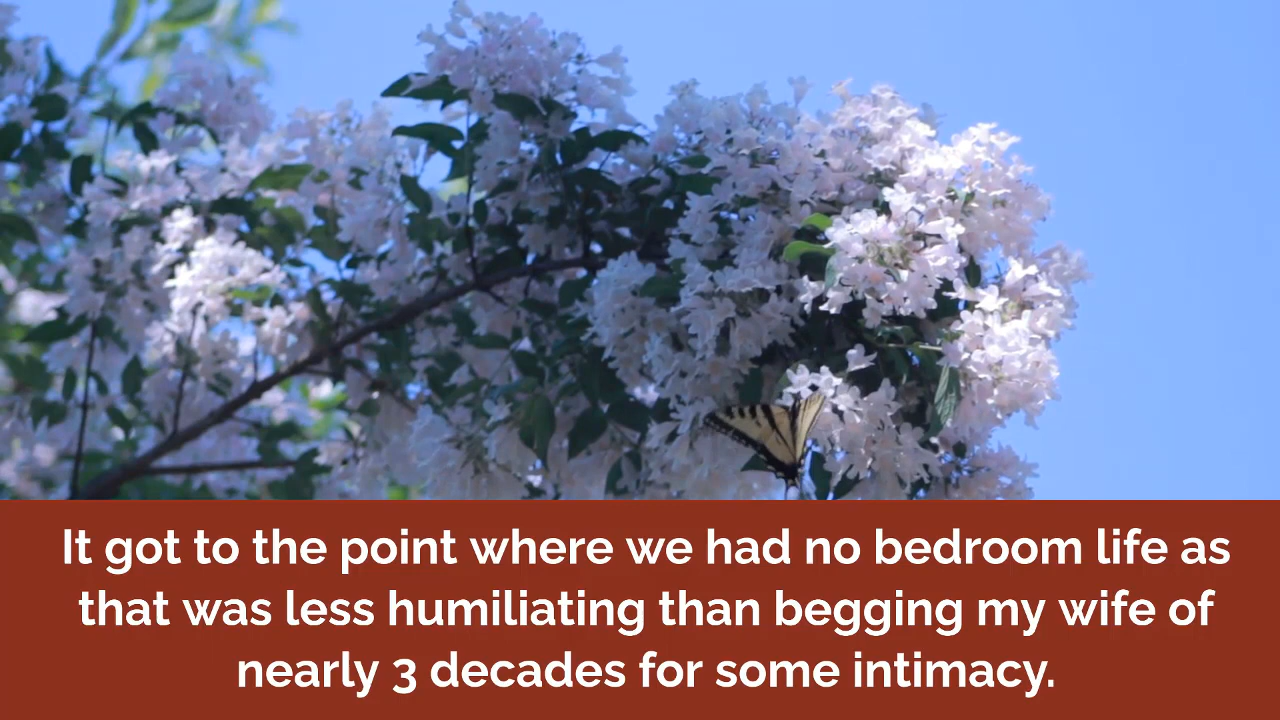 It got to the point where we had no bedroom life as
that was less humiliating than begging my wife of
nearly 3 decades for some intimacy.